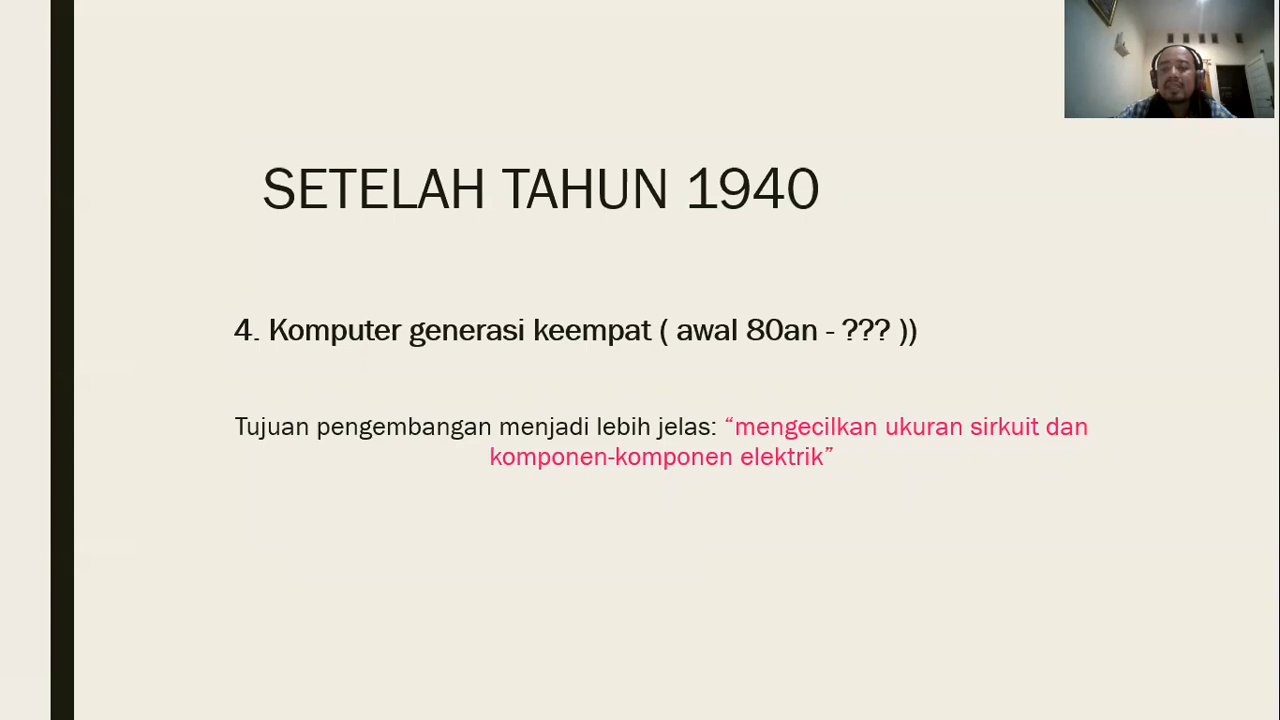 SETELAH TAHUN 1940
4. Komputer generasi keempat ( awal 80an - ??? ))
Tujuan pengembangan menjadi lebih jelas: “mengecilkan ukuran sirkuit dan
komponen-komponen elektrik”